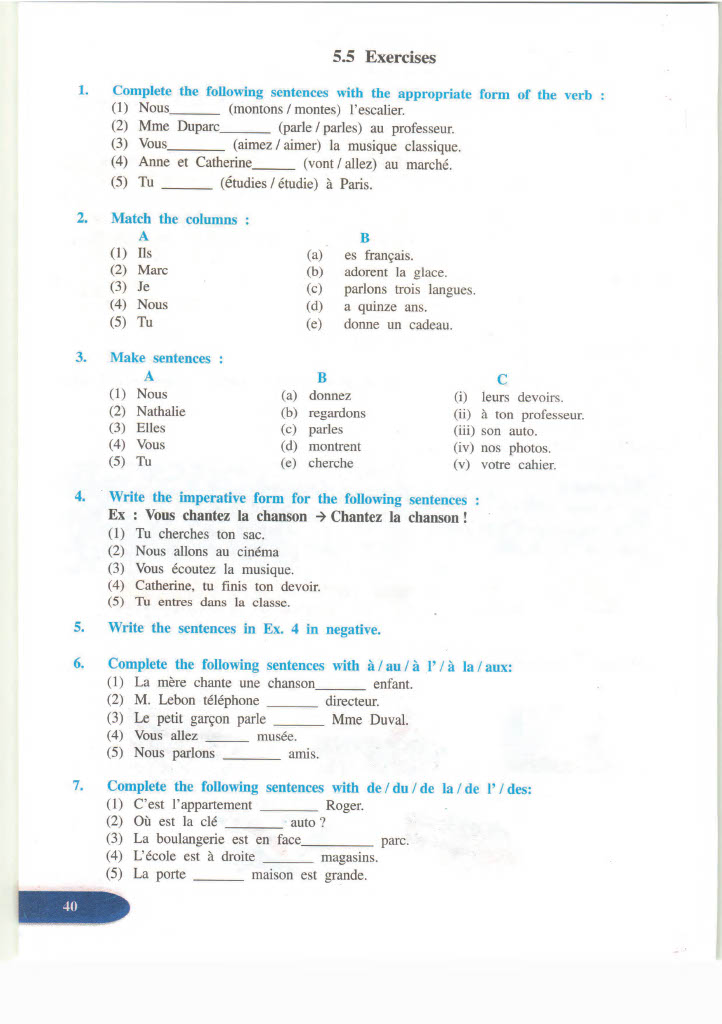 5.5 Exercises
1. Complete the following sentences with the appropriate form of the verb :
(1) Nous______ (montons / montes) l'escalier.
(2) Mme Duparc______ (parle / parles) au professeur.
(3) Vous_______ (aimez / aimer) la musique classique.
(4) Anne et Catherine_____ (vont / allez) au marché.
(5) Tu ______ (étudies / étudie) à Paris.
2. Match the columns :
A B
(1) Ils (a) es français.
(2) Marc (b) adorent la glace.
(3) Je (c) parlons trois langues.
(4) Nous (d) a quinze ans.
(5) Tu (e) donne un cadeau.
3. Make sentences :
A B C
(1) Nous (a) donnez (i) leurs devoirs.
(2) Nathalie (b) regardons (ii) à ton professeur.
(3) Elles (c) parles (iii) son auto.
(4) Vous (d) montrent (iv) nos photos.
(5) Tu (e) cherche (v) votre cahier.
4. Write the imperative form for the following sentences :
Ex : Vous chantez la chanson → Chantez la chanson !
(1) Tu cherches ton sac.
(2) Nous allons au cinéma
(3) Vous écoutez la musique.
(4) Catherine, tu finis ton devoir.
(5) Tu entres dans la classe.
5. Write the sentences in Ex. 4 in negative.
6. Complete the following sentences with à / au / à l' / à la / aux:
(1) La mère chante une chanson______ enfant.
(2) M. Lebon téléphone ______ directeur.
(3) Le petit garçon parle ______ Mme Duval.
(4) Vous allez _____ musée.
(5) Nous parlons _______ amis.
7. Complete the following sentences with de / du / de la / de l' / des:
(1) C'est l'appartement _______ Roger.
(2) Où est la clé _______ auto ?
(3) La boulangerie est en face_________ parc.
(4) L'école est à droite ______ magasins.
(5) La porte ______ maison est grande.
40